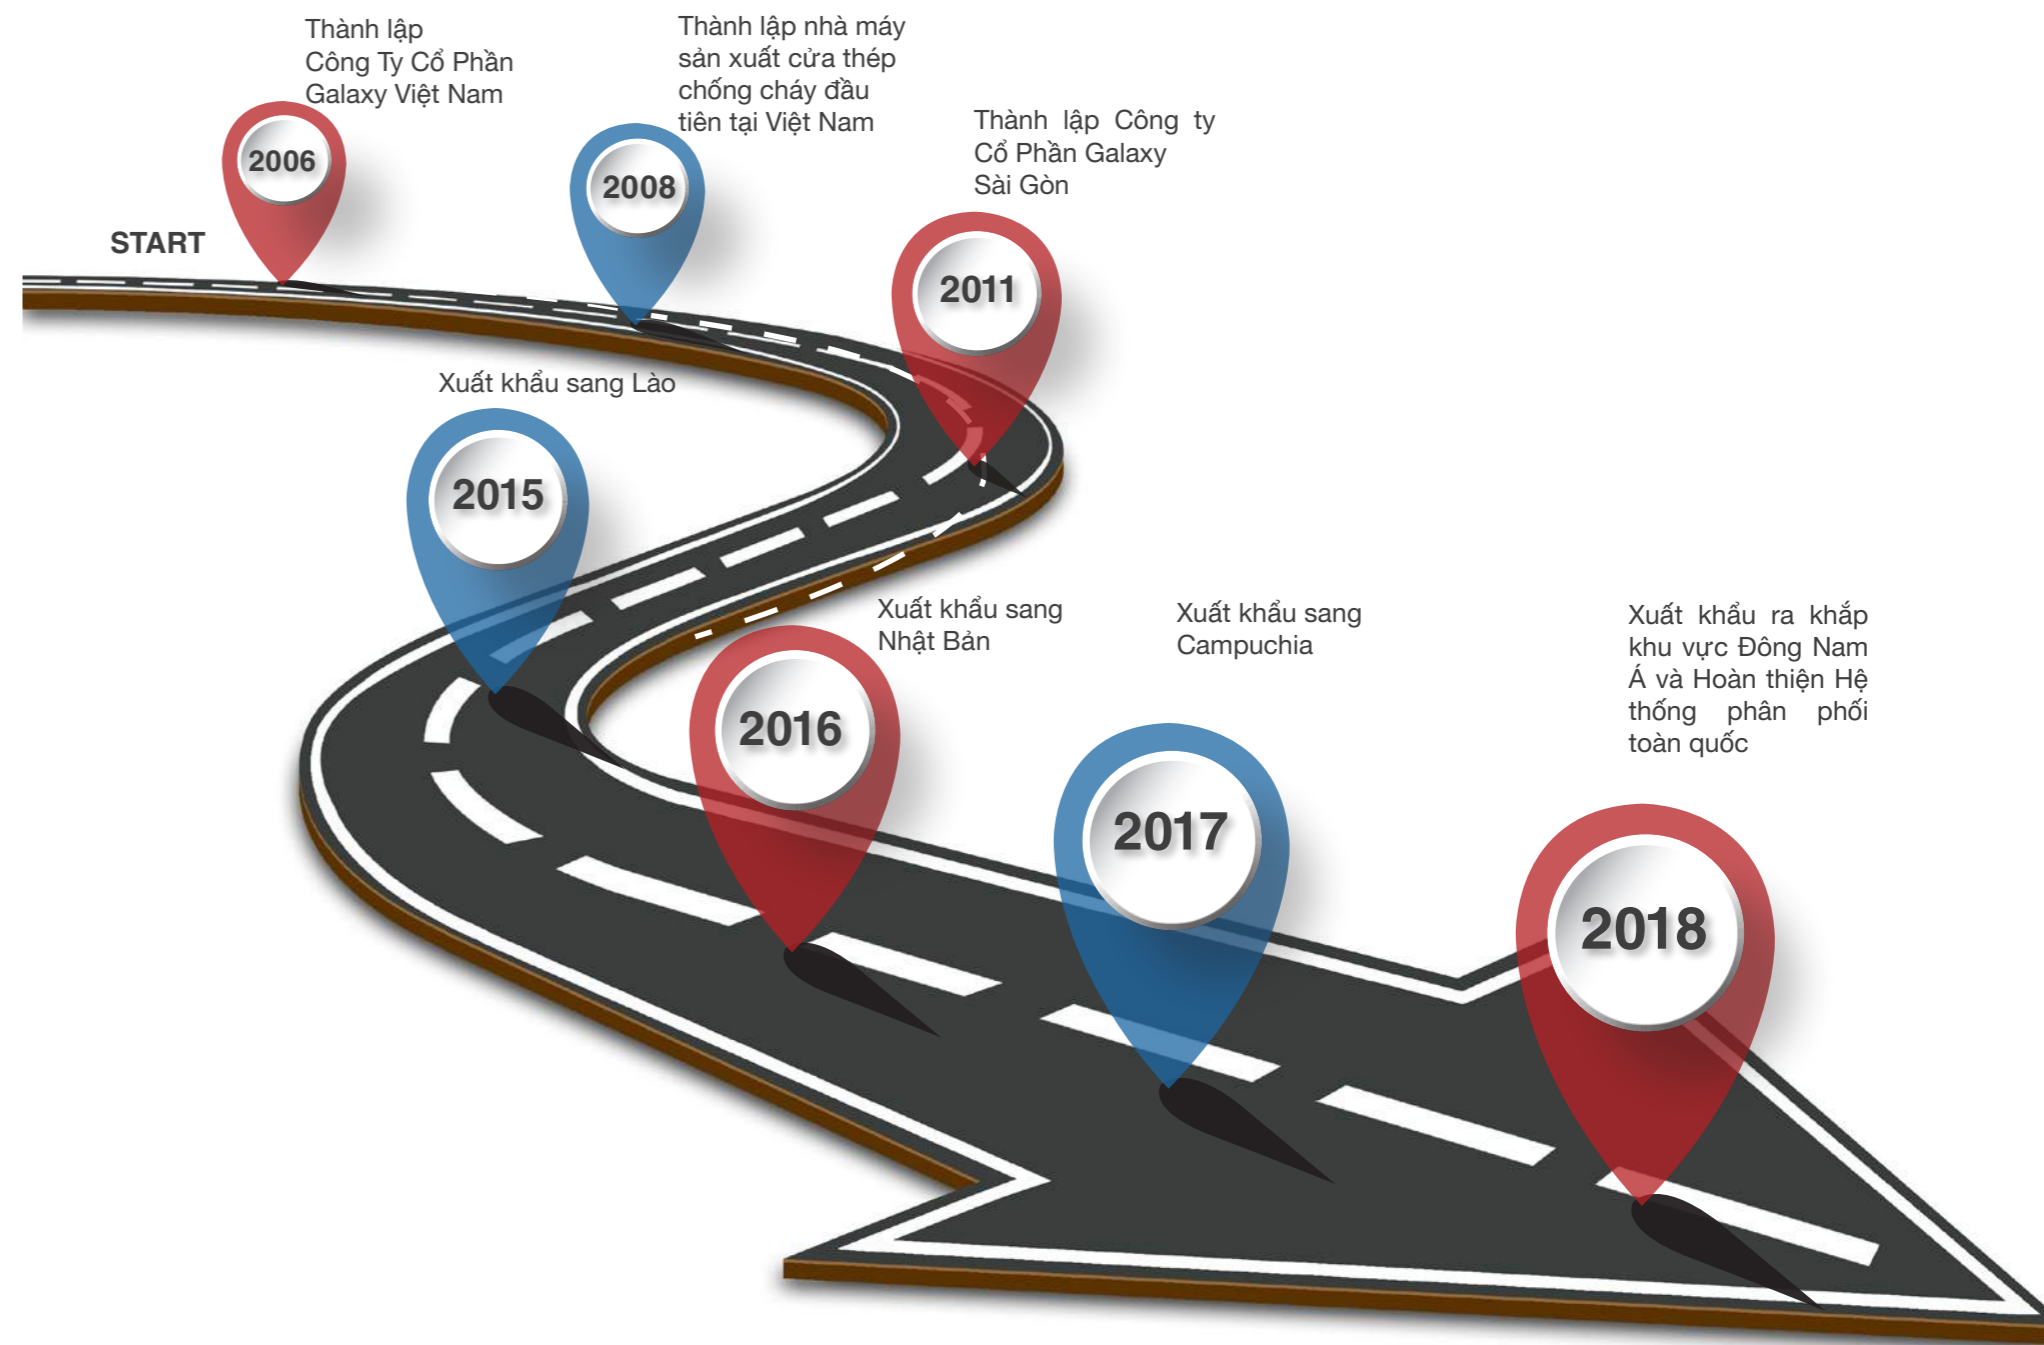 Thành lập
Công Ty Cổ Phần
Galaxy Việt Nam
2006
START
Thành lập nhà máy
sản xuất cửa thép
chống cháy đầu
tiên tại Việt Nam
2008
Thành lập Công ty
Cổ Phần Galaxy
Sài Gòn
2011
Xuất khẩu sang Lào
2015
Xuất khẩu sang
Nhật Bản
2016
Xuất khẩu sang
Campuchia
2017
Xuất khẩu ra khắp
khu vực Đông Nam
Á và Hoàn thiện Hệ
thống phân phối
toàn quốc
2018